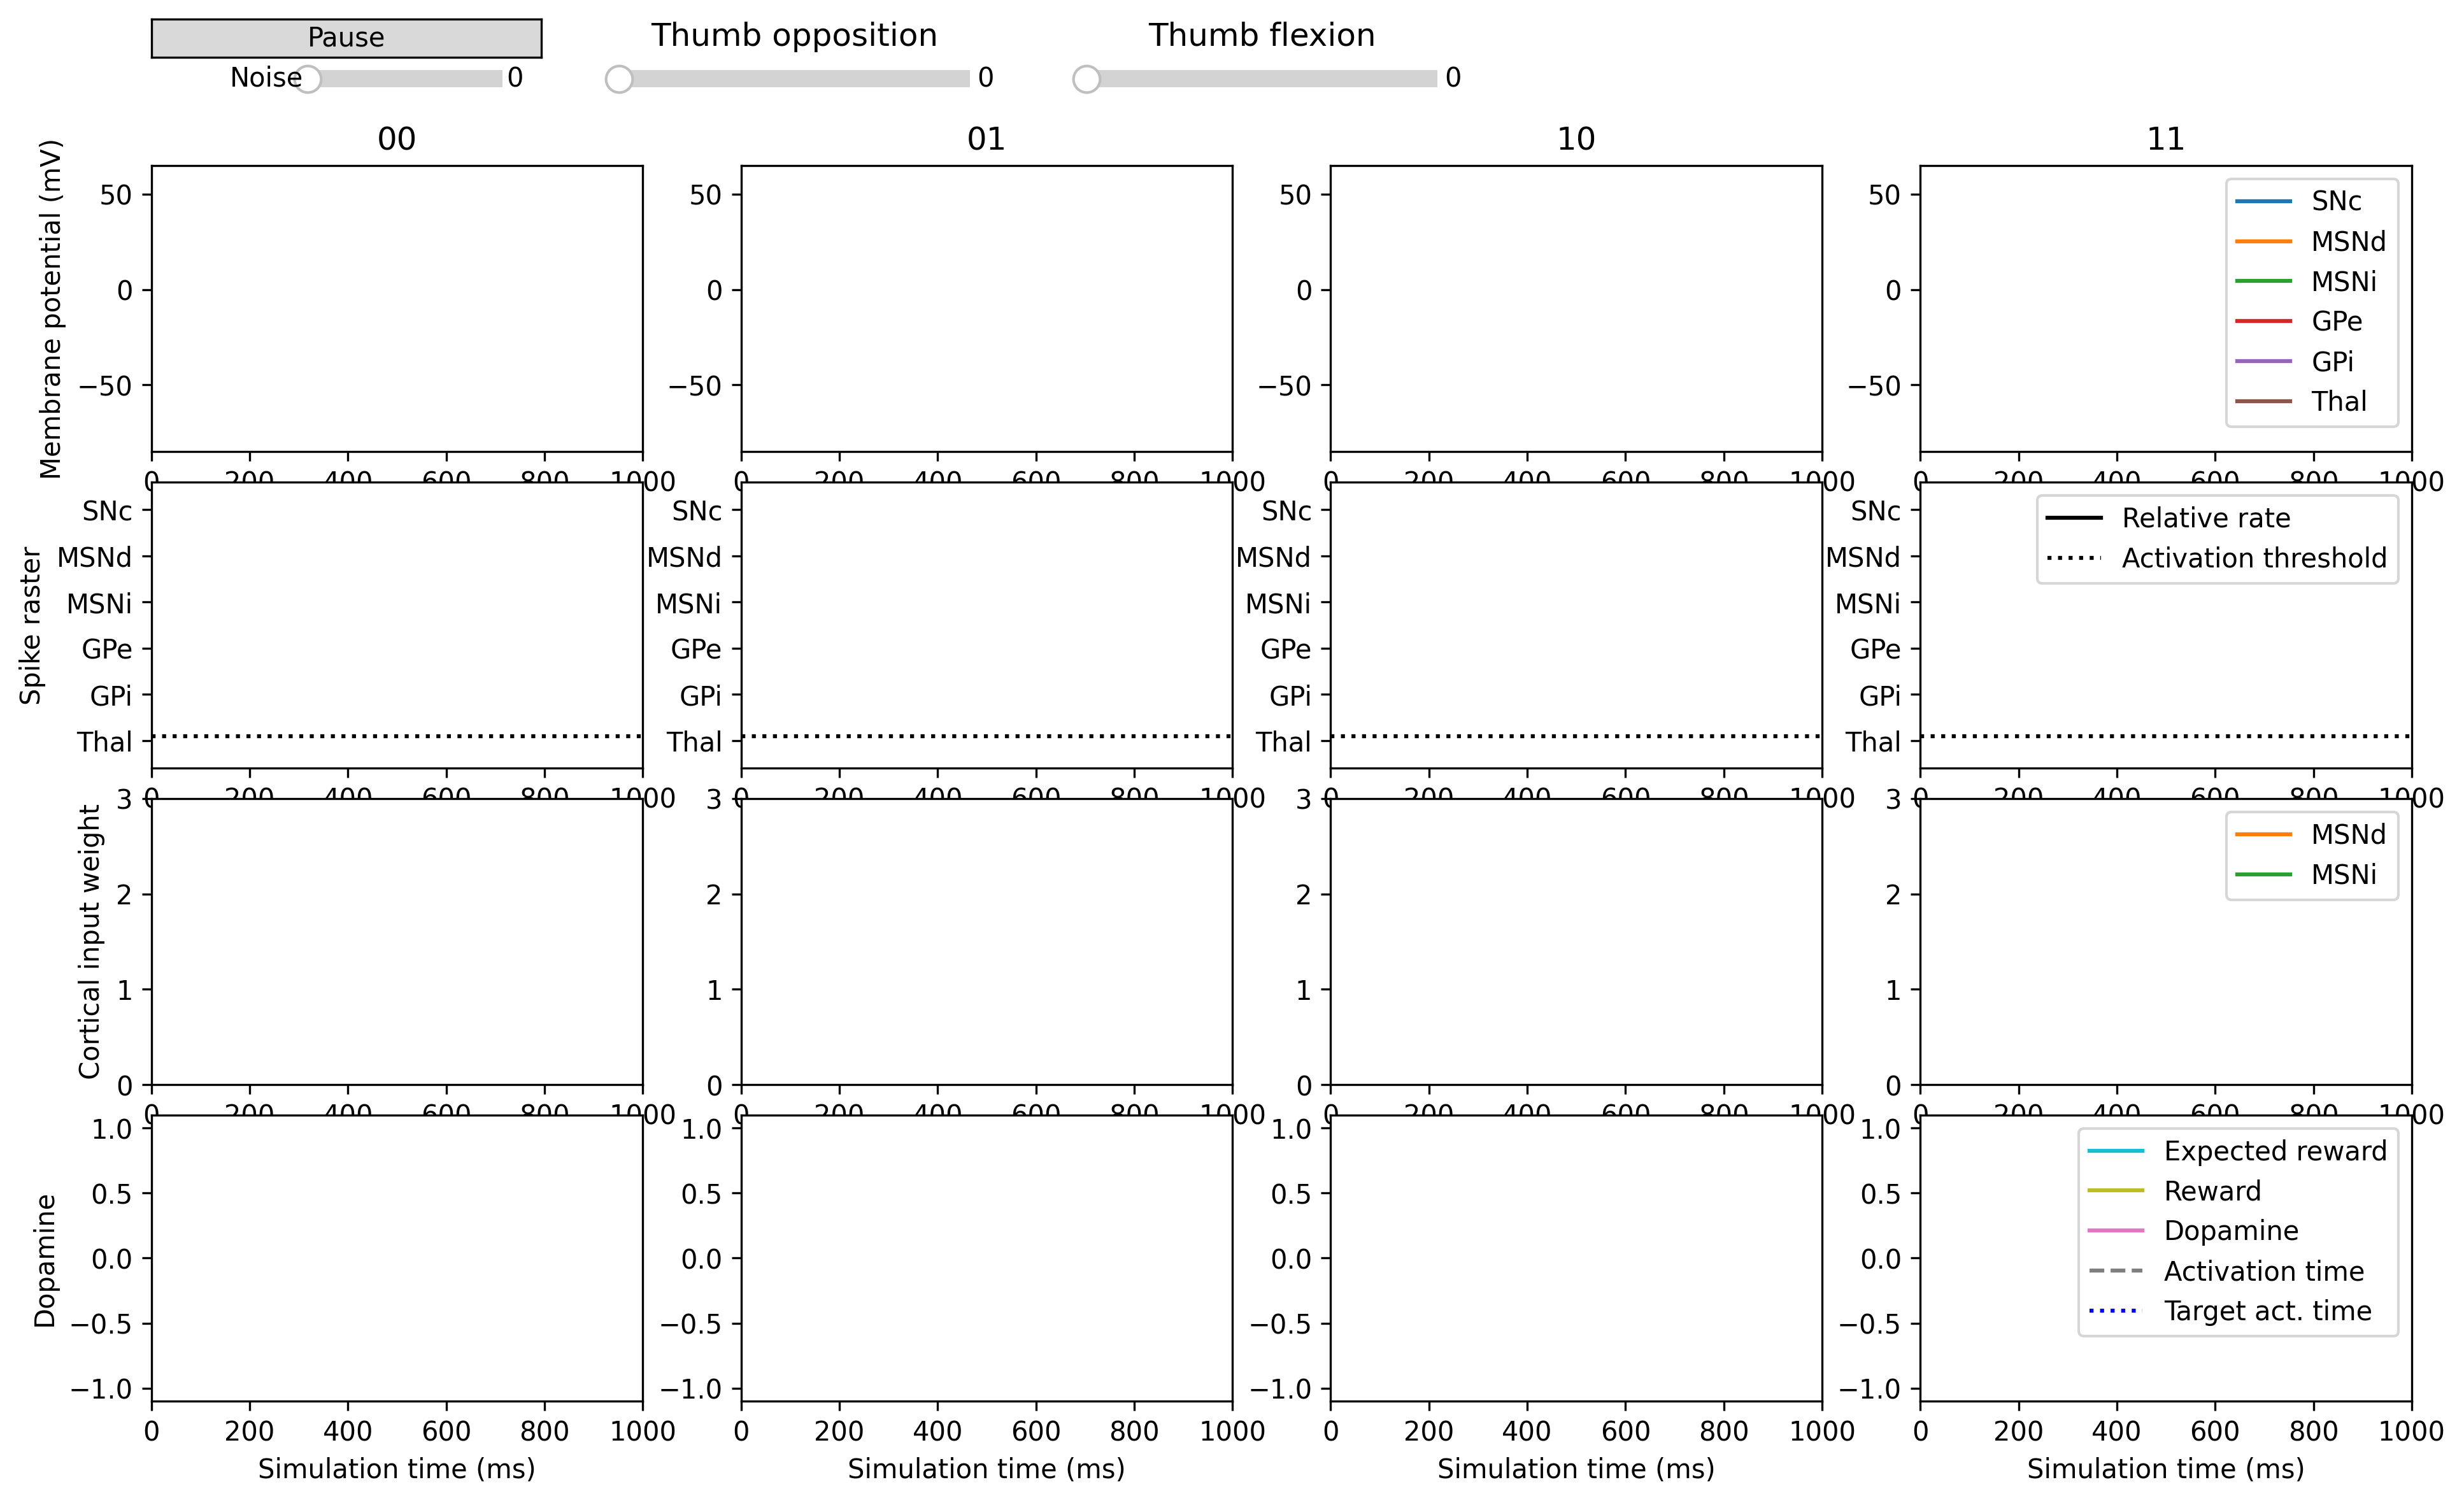 Pause
Noise 0
Thumb opposition
0
Thumb flexion
0
00 01 10 11
Membrane potential (mV)
50 50 50 50
0 0 0 0
−50 −50 −50 −50
SNc
MSNd
MSNi
GPe
GPi
Thal
0 200 400 600 800 1000 0 200 400 600 800 1000 0 200 400 600 800 1000 0 200 400 600 800 1000
Spike raster
SNc SNc SNc SNc
MSNd MSNd MSNd MSNd
MSNi MSNi MSNi MSNi
GPe GPe GPe GPe
GPi GPi GPi GPi
Thal Thal Thal Thal
Relative rate
Activation threshold
0 200 400 600 800 1000 0 200 400 600 800 1000 0 200 400 600 800 1000 0 200 400 600 800 1000
Cortical input weight
3 3 3 3
2 2 2 2
1 1 1 1
0 0 0 0
MSNd
MSNi
0 200 400 600 800 1000 0 200 400 600 800 1000 0 200 400 600 800 1000 0 200 400 600 800 1000
Dopamine
1.0 1.0 1.0 1.0
0.5 0.5 0.5 0.5
0.0 0.0 0.0 0.0
−0.5 −0.5 −0.5 −0.5
−1.0 −1.0 −1.0 −1.0
Expected reward
Reward
Dopamine
Activation time
Target act. time
0 200 400 600 800 1000 0 200 400 600 800 1000 0 200 400 600 800 1000 0 200 400 600 800 1000
Simulation time (ms) Simulation time (ms) Simulation time (ms) Simulation time (ms)